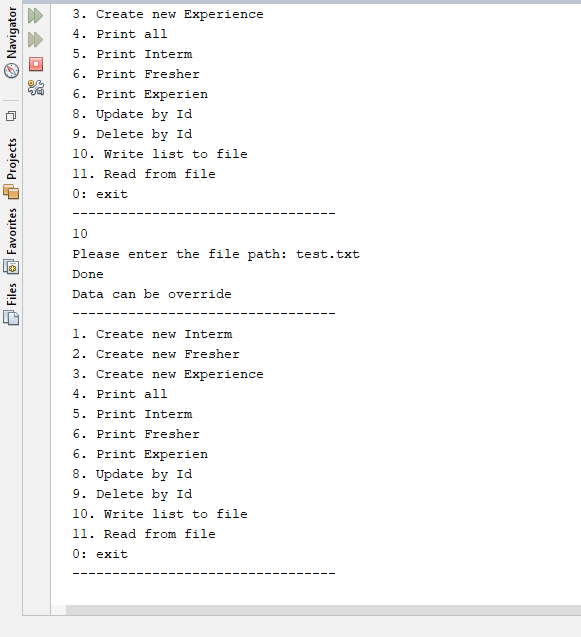 Navigator
Projects
Favorites
Files
3. Create new Experience
4. Print all
5. Print Interm
6. Print Fresher
6. Print Experien
8. Update by Id
9. Delete by Id
10. Write list to file
11. Read from file
0: exit
---------------------------------
10
Please enter the file path: test.txt
Done
Data can be override
---------------------------------
1. Create new Interm
2. Create new Fresher
3. Create new Experience
4. Print all
5. Print Interm
6. Print Fresher
6. Print Experien
8. Update by Id
9. Delete by Id
10. Write list to file
11. Read from file
0: exit
---------------------------------